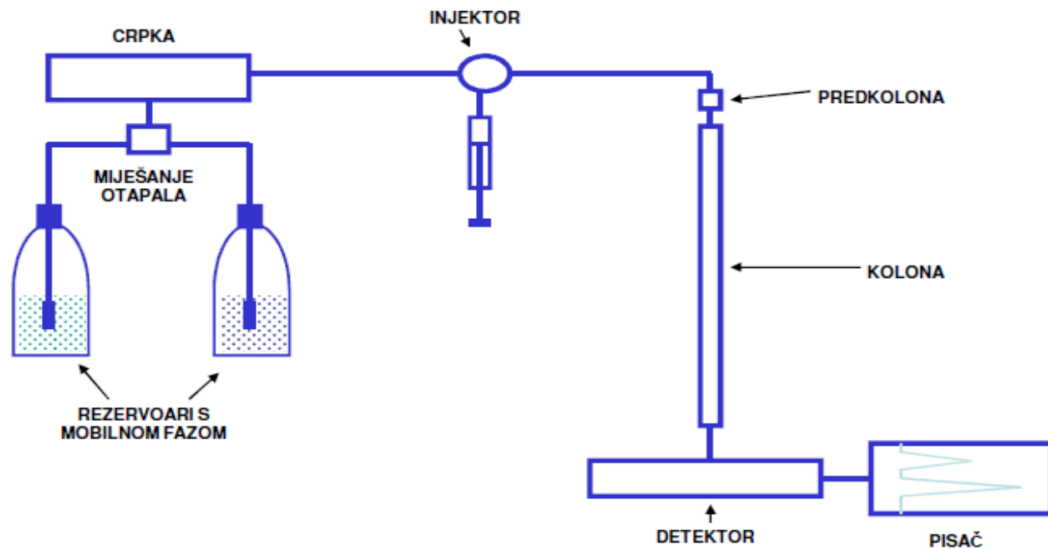 INJEKTOR
CRPKA
PREDKOLONA
MIJEŠANJE
OTAPALA
KOLONA
REZERVOARI S
MOBILNOM FAZOM
DETEKTOR
PISAČ